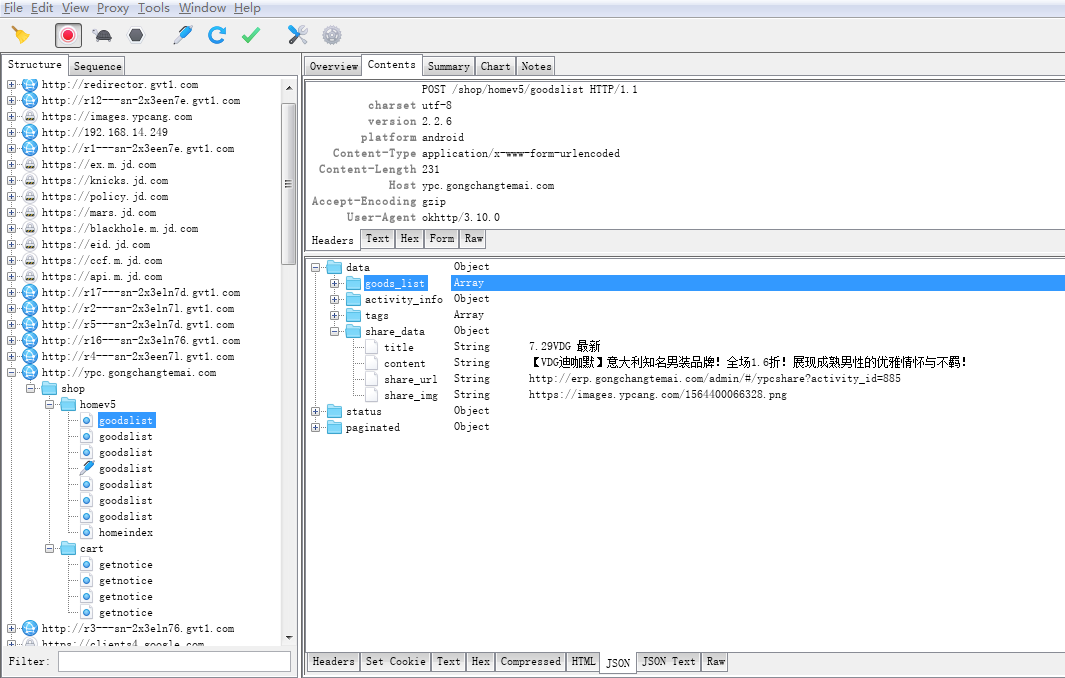 File Edit View Proxy Tools Window Help
Structure Sequence
http://redirector.gvt1.com
http://r12---sn-2x3een7e.gvt1.com
https://images.ypcang.com
http://192.168.14.249
http://r1---sn-2x3een7e.gvt1.com
https://ex.m.jd.com
https://knicks.jd.com
https://policy.jd.com
https://mars.jd.com
https://blackhole.m.jd.com
https://eid.jd.com
https://ccf.m.jd.com
https://api.m.jd.com
http://r17---sn-2x3eln7d.gvt1.com
http://r2---sn-2x3eln7l.gvt1.com
http://r5---sn-2x3eln7d.gvt1.com
http://r16---sn-2x3eln76.gvt1.com
http://r4---sn-2x3een7l.gvt1.com
http://ypc.gongchangtemai.com
shop
homev5
goodslist
goodslist
goodslist
goodslist
goodslist
goodslist
goodslist
homeindex
cart
getnotice
getnotice
getnotice
getnotice
http://r3---sn-2x3eln76.gvt1.com
https://clients4.google.com
Filter:
Overview Contents Summary Chart Notes
POST /shop/homev5/goodslist HTTP/1.1
charset utf-8
version 2.2.6
platform android
Content-Type application/x-www-form-urlencoded
Content-Length 231
Host ypc.gongchangtemai.com
Accept-Encoding gzip
User-Agent okhttp/3.10.0
Headers Text Hex Form Raw
data Object
goods_list Array
activity_info Object
tags Array
share_data Object
title String 7.29VDG 最新
content String 【VDG迪咖默】意大利知名男装品牌！全场1.6折！展现成熟男性的优雅情怀与不羁！
share_url String http://erp.gongchangtemai.com/admin/#/ypcshare?activity_id=885
share_img String https://images.ypcang.com/1564400066328.png
status Object
paginated Object
Headers Set Cookie Text Hex Compressed HTML JSON JSON Text Raw